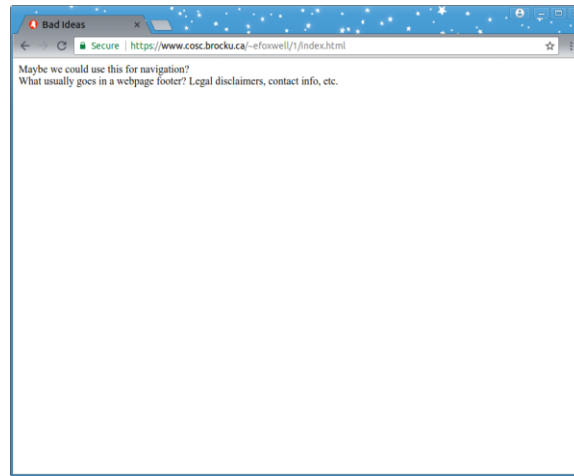 Bad Ideas
Secure https://www.cosc.brocku.ca/~efoxwell/1/index.html
Maybe we could use this for navigation?
What usually goes in a webpage footer? Legal disclaimers, contact info, etc.